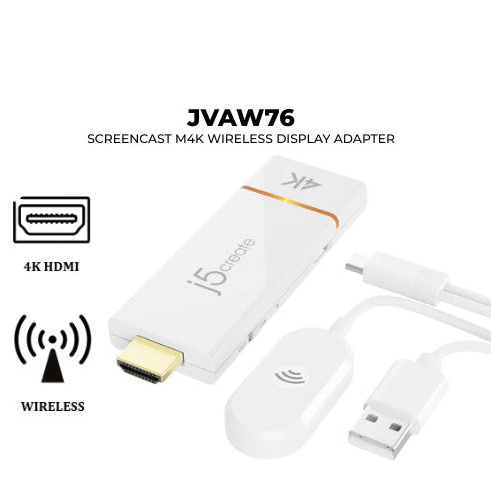 JVAW76
SCREENCAST M4K WIRELESS DISPLAY ADAPTER
4K
j5create
4K HDMI
WIRELESS